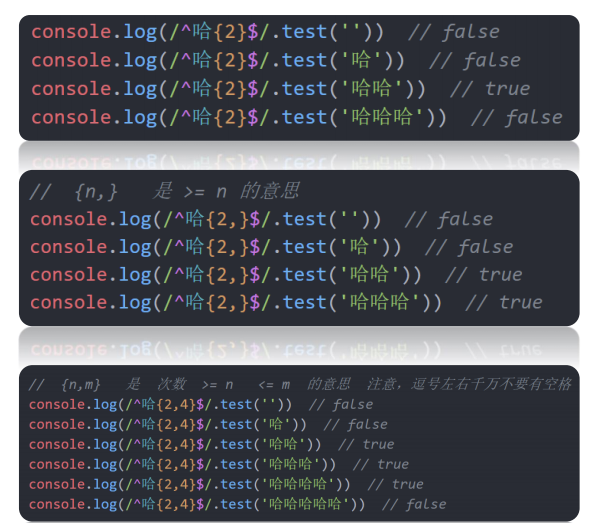 console.log(/^哈{2}$/.test(''))  // false
console.log(/^哈{2}$/.test('哈'))  // false
console.log(/^哈{2}$/.test('哈哈'))  // true
console.log(/^哈{2}$/.test('哈哈哈'))  // false
//  {n,}   是 >= n 的意思
console.log(/^哈{2,}$/.test(''))  // false
console.log(/^哈{2,}$/.test('哈'))  // false
console.log(/^哈{2,}$/.test('哈哈'))  // true
console.log(/^哈{2,}$/.test('哈哈哈'))  // true
//  {n,m}   是  次数  >= n   <= m  的意思  注意，逗号左右千万不要有空格
console.log(/^哈{2,4}$/.test(''))  // false
console.log(/^哈{2,4}$/.test('哈'))  // false
console.log(/^哈{2,4}$/.test('哈哈'))  // true
console.log(/^哈{2,4}$/.test('哈哈哈'))  // true
console.log(/^哈{2,4}$/.test('哈哈哈哈'))  // true
console.log(/^哈{2,4}$/.test('哈哈哈哈哈'))  // false